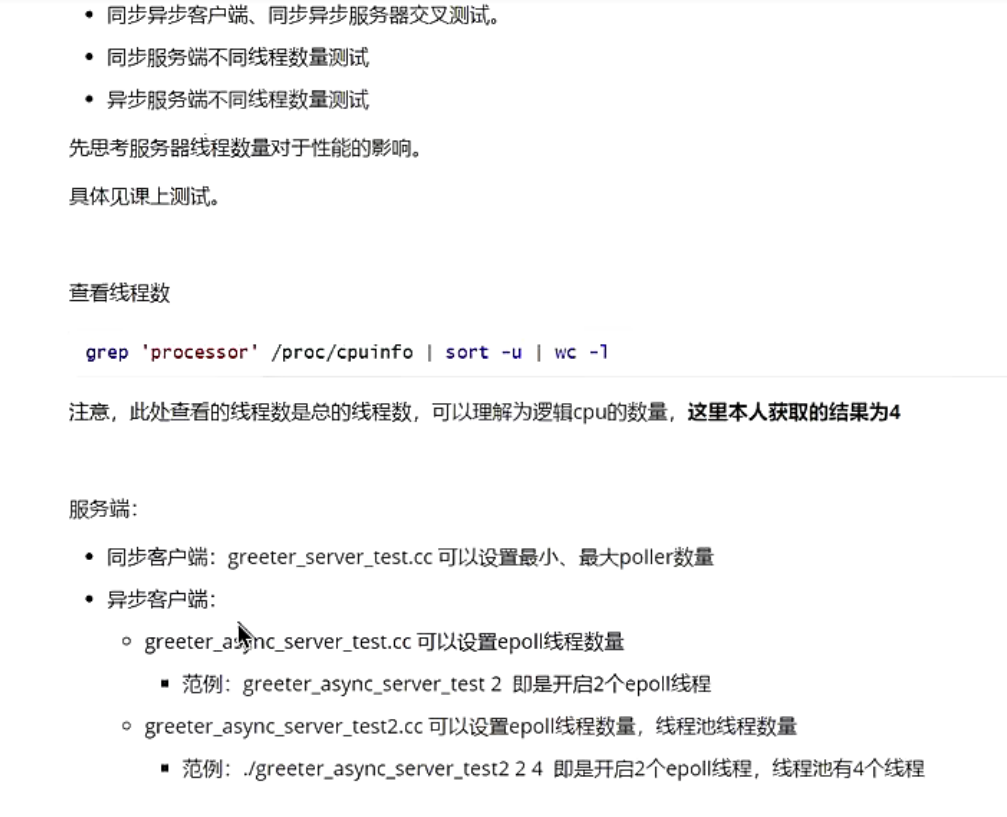 同步异步客户端、同步异步服务器交叉测试。
同步服务端不同线程数量测试
异步服务端不同线程数量测试
先思考服务器线程数量对于性能的影响。
具体见课上测试。
查看线程数
grep 'processor' /proc/cpuinfo | sort -u | wc -l
注意，此处查看的线程数是总的线程数，可以理解为逻辑cpu的数量，这里本人获取的结果为4
服务端：
同步客户端：greeter_server_test.cc 可以设置最小、最大poller数量
异步客户端：
greeter_async_server_test.cc 可以设置epoll线程数量
范例：greeter_async_server_test 2 即是开启2个epoll线程
greeter_async_server_test2.cc 可以设置epoll线程数量，线程池线程数量
范例：./greeter_async_server_test2 2 4 即是开启2个epoll线程，线程池有4个线程